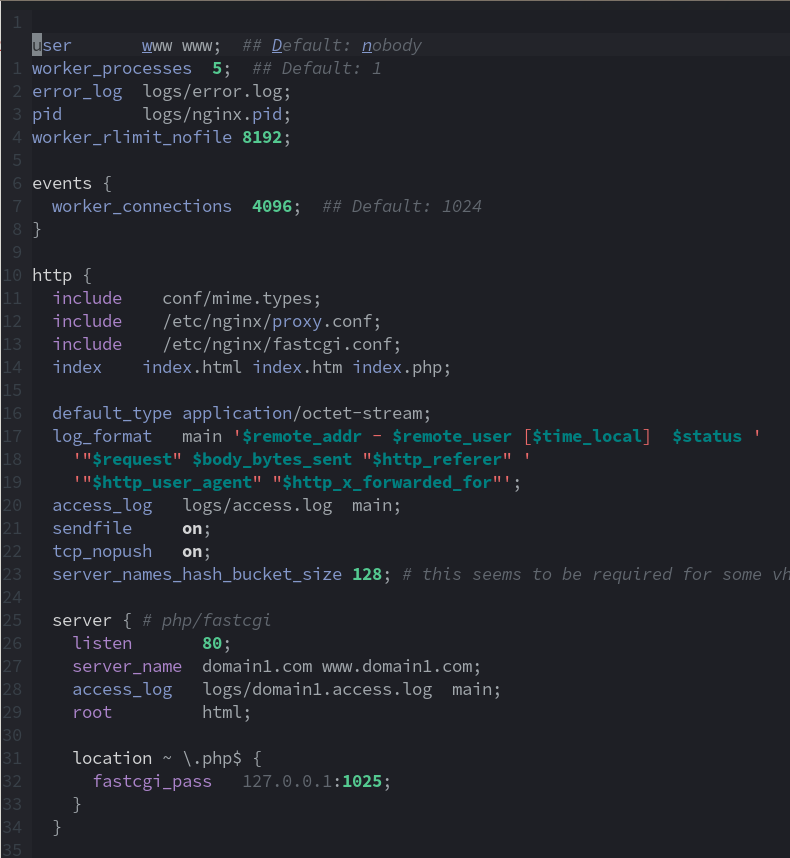 1
user       www www;  ## Default: nobody
1 worker_processes  5;  ## Default: 1
2 error_log  logs/error.log;
3 pid        logs/nginx.pid;
4 worker_rlimit_nofile 8192;
5
6 events {
7   worker_connections  4096;  ## Default: 1024
8 }
9
10 http {
11   include    conf/mime.types;
12   include    /etc/nginx/proxy.conf;
13   include    /etc/nginx/fastcgi.conf;
14   index    index.html index.htm index.php;
15
16   default_type application/octet-stream;
17   log_format   main '$remote_addr - $remote_user [$time_local]  $status '
18     '"$request" $body_bytes_sent "$http_referer" '
19     '"$http_user_agent" "$http_x_forwarded_for"';
20   access_log   logs/access.log  main;
21   sendfile     on;
22   tcp_nopush   on;
23   server_names_hash_bucket_size 128; # this seems to be required for some vh
24
25   server { # php/fastcgi
26     listen       80;
27     server_name  domain1.com www.domain1.com;
28     access_log   logs/domain1.access.log  main;
29     root         html;
30
31     location ~ \.php$ {
32       fastcgi_pass   127.0.0.1:1025;
33     }
34   }
35